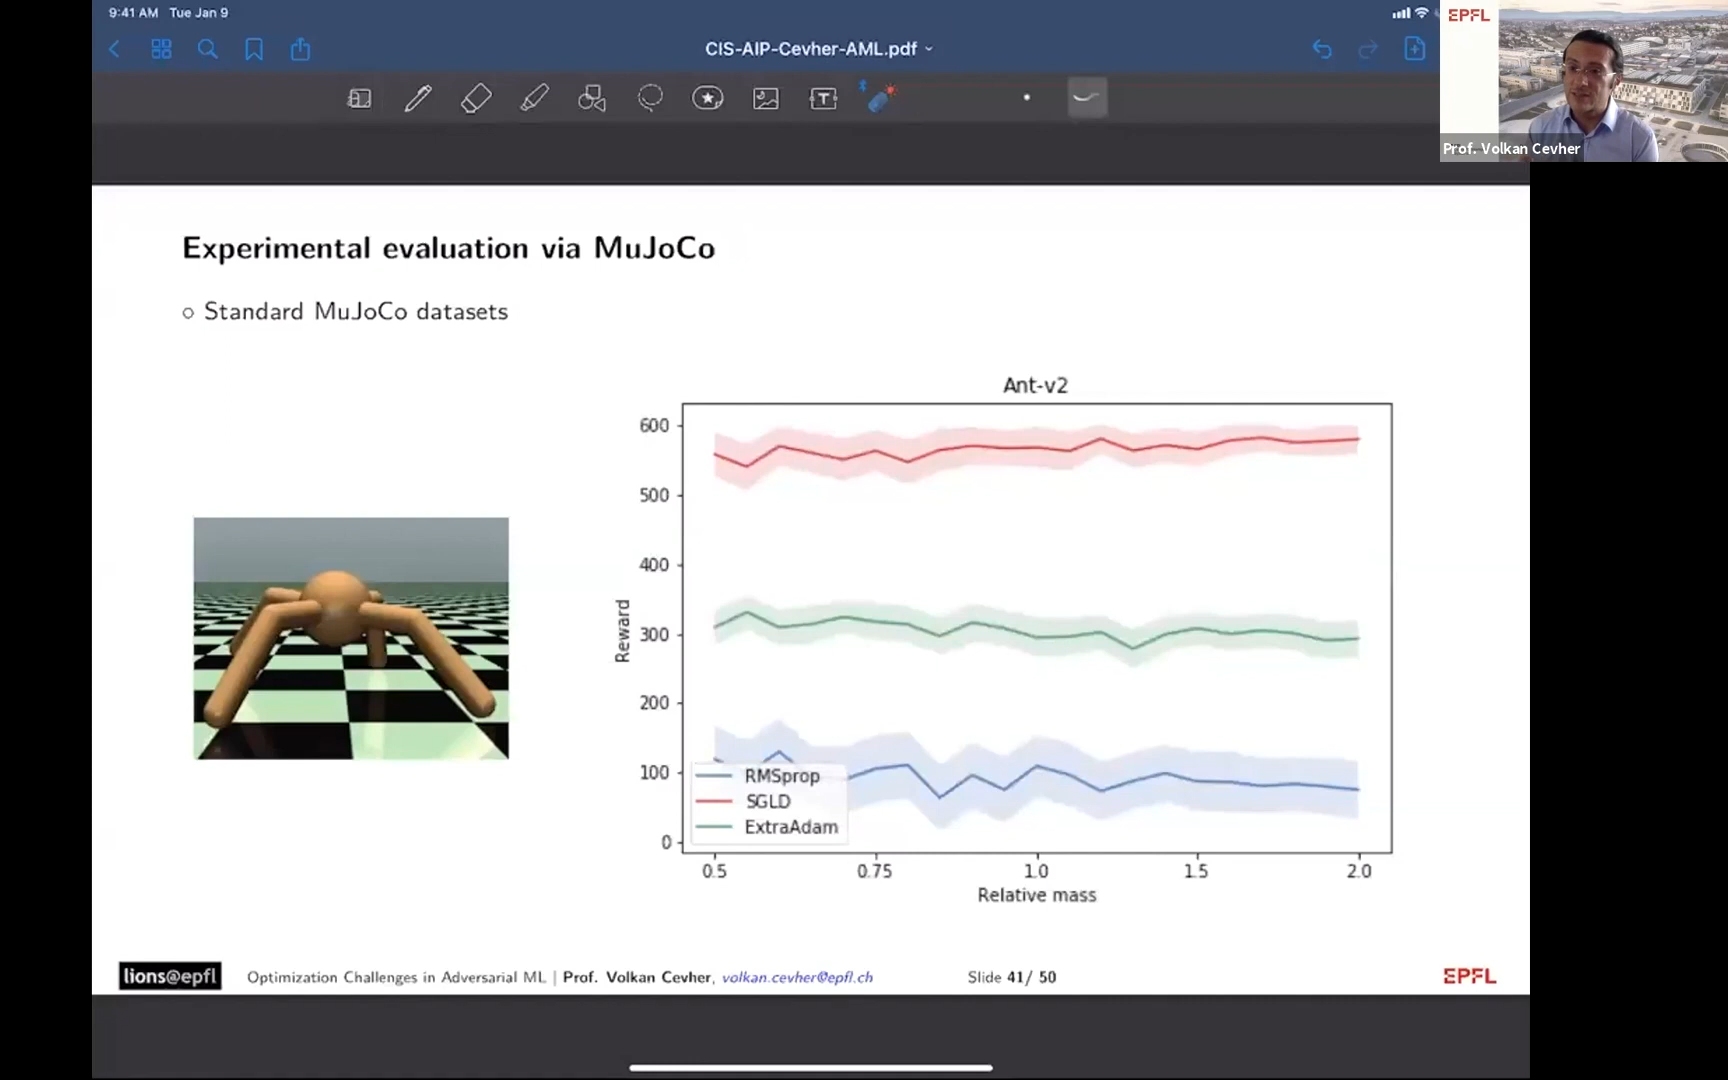 9:41 AM Tue Jan 9
CIS-AIP-Cevher-AML.pdf
EPFL
Prof. Volkan Cevher
T
Experimental evaluation via MuJoCo
Standard MuJoCo datasets
Ant-v2
600
500
400
300
200
100
0
Reward
RMSprop
SGLD
ExtraAdam
0.5 0.75 1.0 1.5 2.0
Relative mass
lions@epfl Optimization Challenges in Adversarial ML | Prof. Volkan Cevher, volkan.cevher@epfl.ch Slide 41/ 50 EPFL